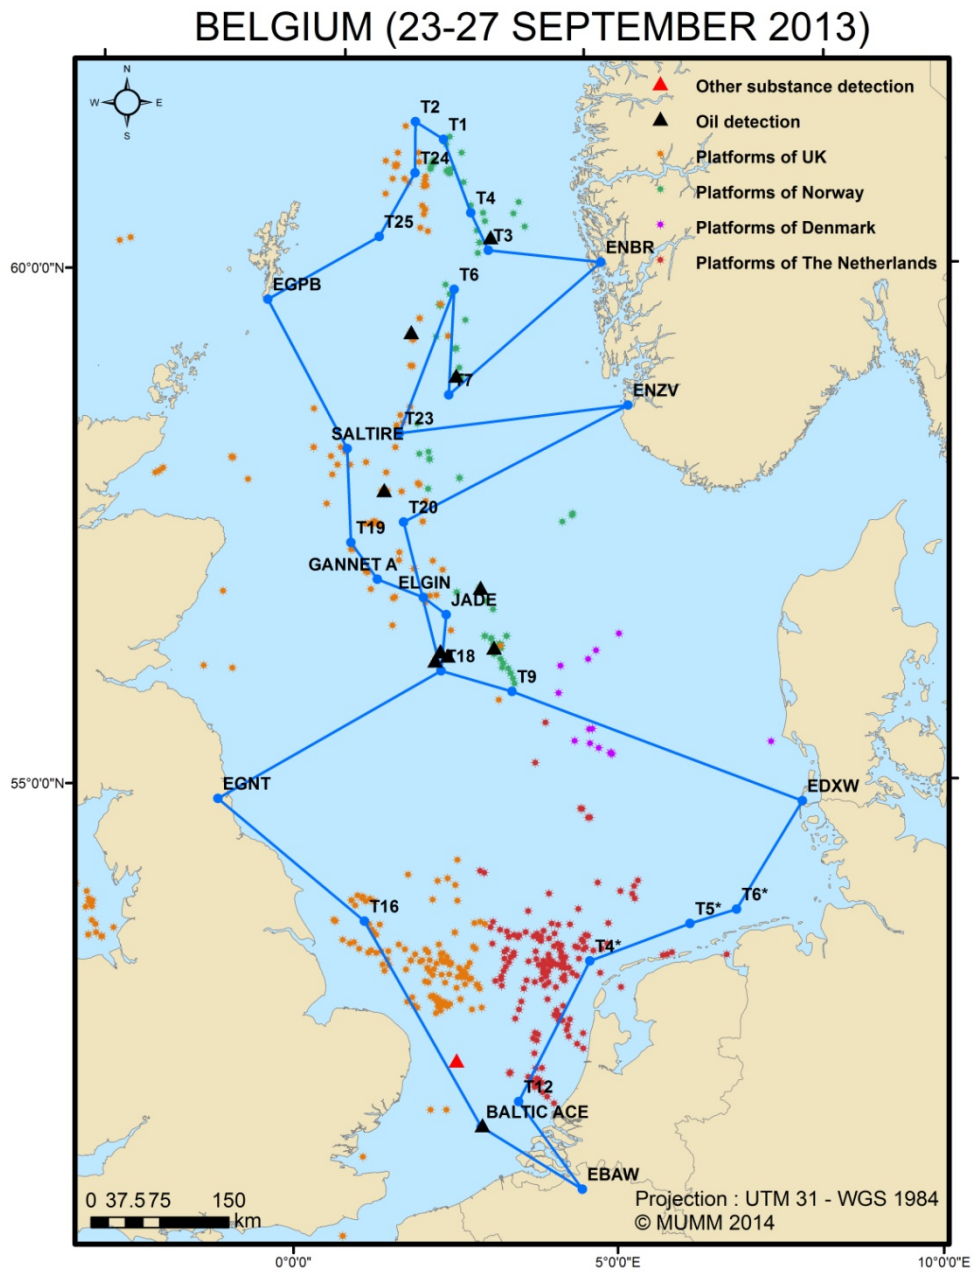 BELGIUM (23-27 SEPTEMBER 2013)
N
W E
S
Other substance detection
Oil detection
Platforms of UK
Platforms of Norway
Platforms of Denmark
Platforms of The Netherlands
T2
T1
T24
T4
T25
T3
ENBR
60°0'0"N
EGPB
T6
T7
ENZV
T23
SALTIRE
T20
T19
GANNET A
ELGIN
JADE
T18
T9
55°0'0"N
EGNT
EDXW
T16
T6*
T5*
T4*
T12
BALTIC ACE
EBAW
0 37.575 150
km
Projection : UTM 31 - WGS 1984
© MUMM 2014
0°0'0" 5°0'0"E 10°0'0"E